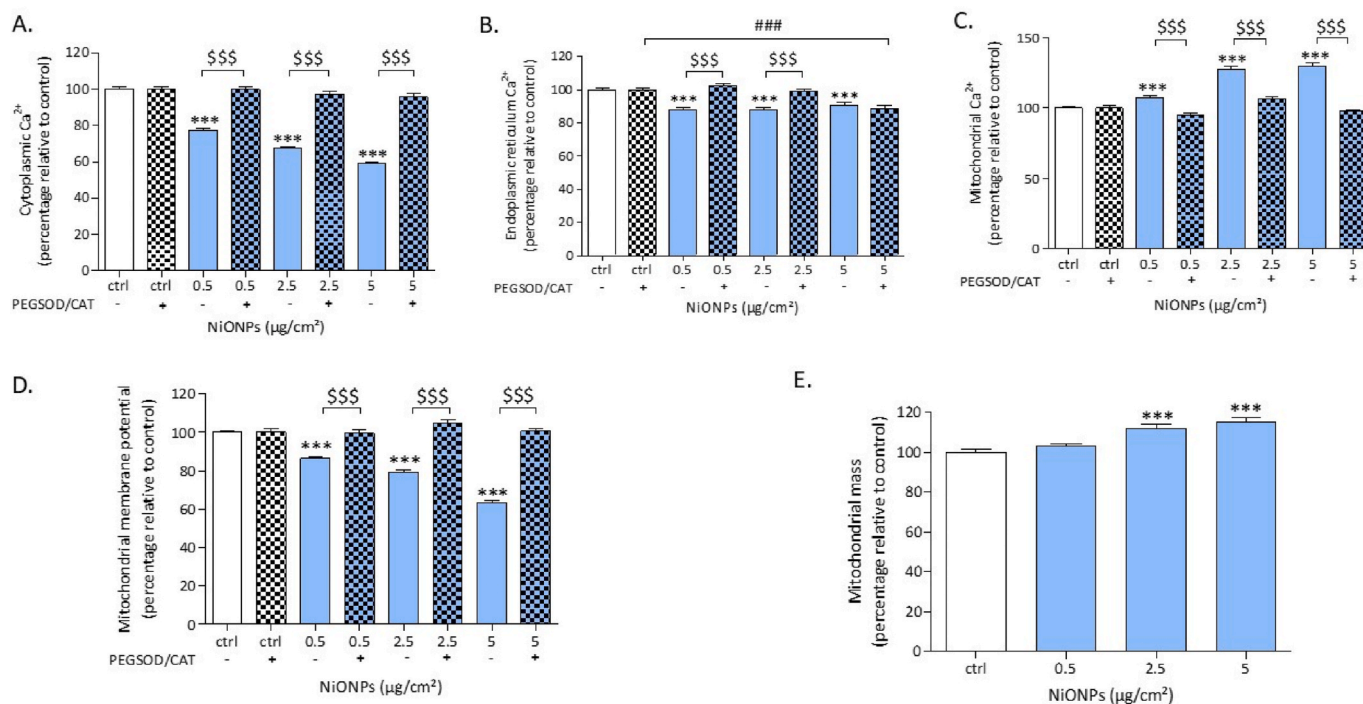 A.
Cytoplasmic Ca²⁺
(percentage relative to control)
120
100
80
60
40
20
0
$$$ $$$ $$$
***
***
***
ctrl ctrl 0.5 0.5 2.5 2.5 5 5
PEGSOD/CAT - + - + - + - +
NiONPs (µg/cm²)
B.
Endoplasmic reticulum Ca²⁺
(percentage relative to control)
120
100
80
60
40
20
0
###
$$$ $$$
*** *** ***
ctrl ctrl 0.5 0.5 2.5 2.5 5 5
PEGSOD/CAT - + - + - + - +
NiONPs (µg/cm²)
C.
Mitochondrial Ca²⁺
(percentage relative to control)
150
100
50
0
$$$ $$$ $$$
*** *** ***
ctrl ctrl 0.5 0.5 2.5 2.5 5 5
PEGSOD/CAT - + - + - + - +
NiONPs (µg/cm²)
D.
Mitochondrial membrane potential
(percentage relative to control)
120
100
80
60
40
20
0
$$$ $$$ $$$
***
***
***
ctrl ctrl 0.5 0.5 2.5 2.5 5 5
PEGSOD/CAT - + - + - + - +
NiONPs (µg/cm²)
E.
Mitochondrial mass
(percentage relative to control)
120
100
80
60
40
20
0
*** ***
ctrl 0.5 2.5 5
NiONPs (µg/cm²)